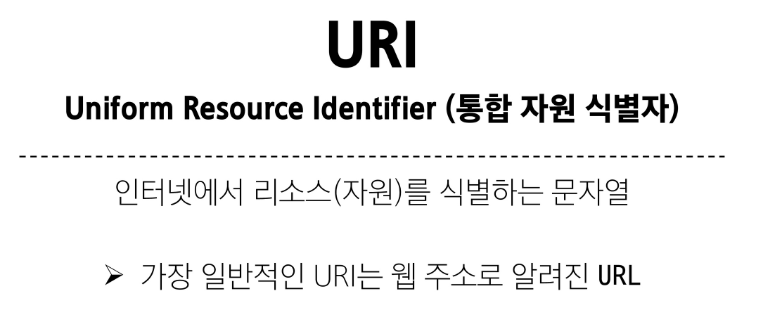 URI
Uniform Resource Identifier (통합 자원 식별자)
인터넷에서 리소스(자원)를 식별하는 문자열
➢ 가장 일반적인 URI는 웹 주소로 알려진 URL